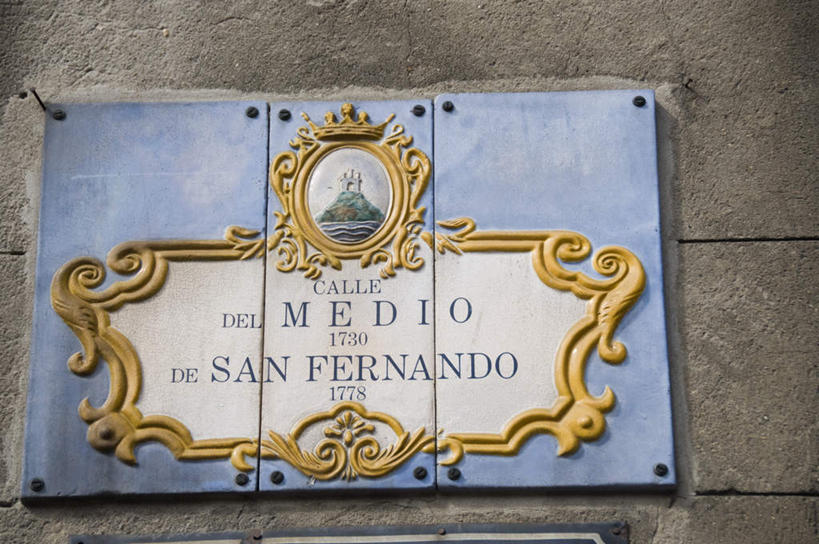 CALLE
DEL MEDIO
1730
DE SAN FERNANDO
1778